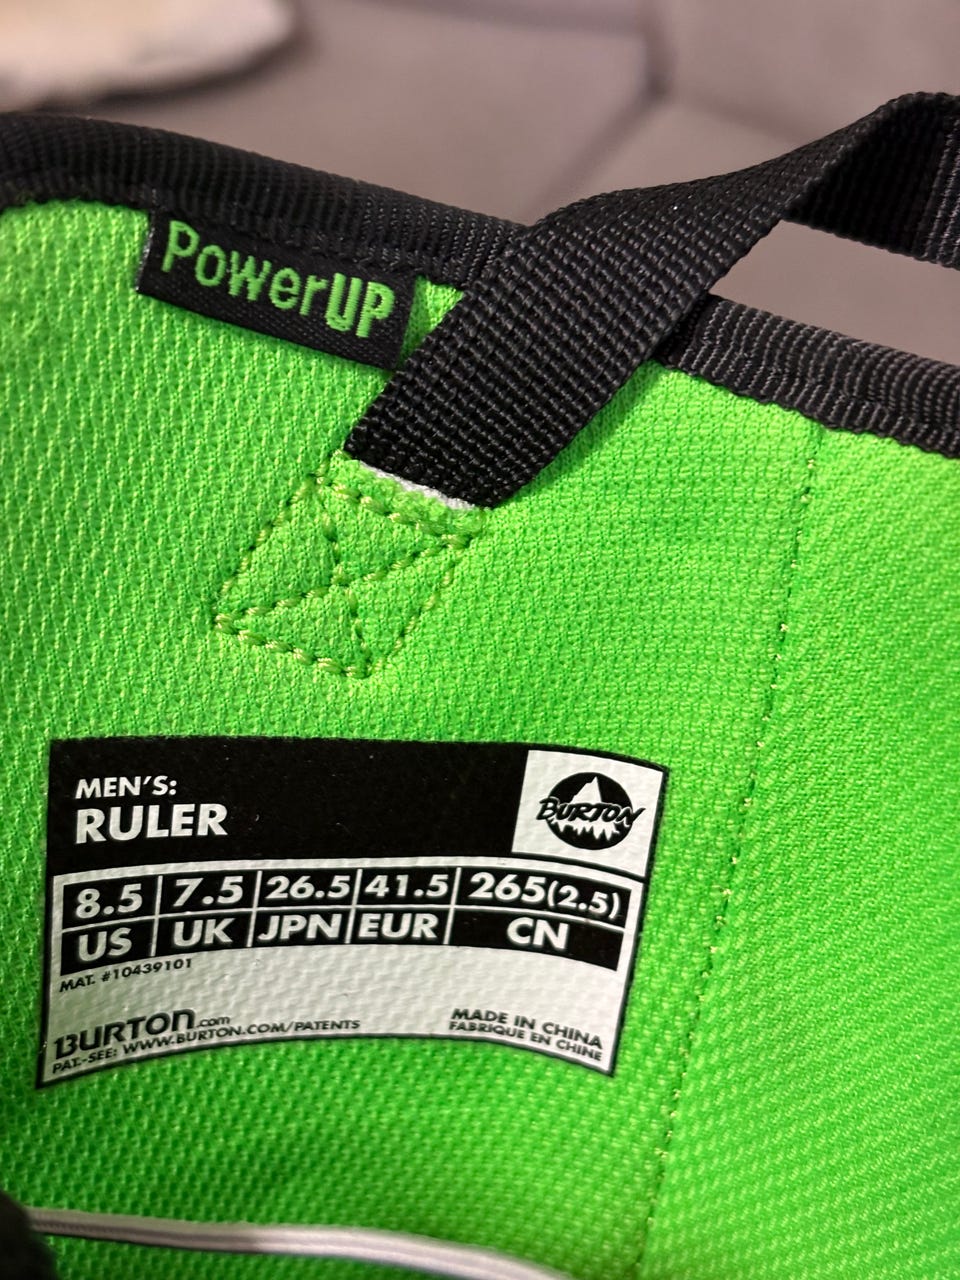 PowerUP
MEN'S:
RULER
BURTON
8.5 7.5 26.5 41.5 265(2.5)
US UK JPN EUR CN
MAT. #10439101
BURTON.com
PAT.-SEE: WWW.BURTON.COM/PATENTS
MADE IN CHINA
FABRIQUE EN CHINE